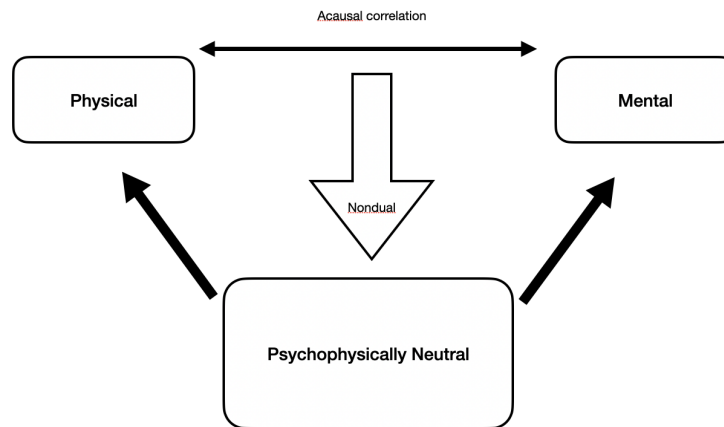 Acausal correlation
Physical
Mental
Nondual
Psychophysically Neutral